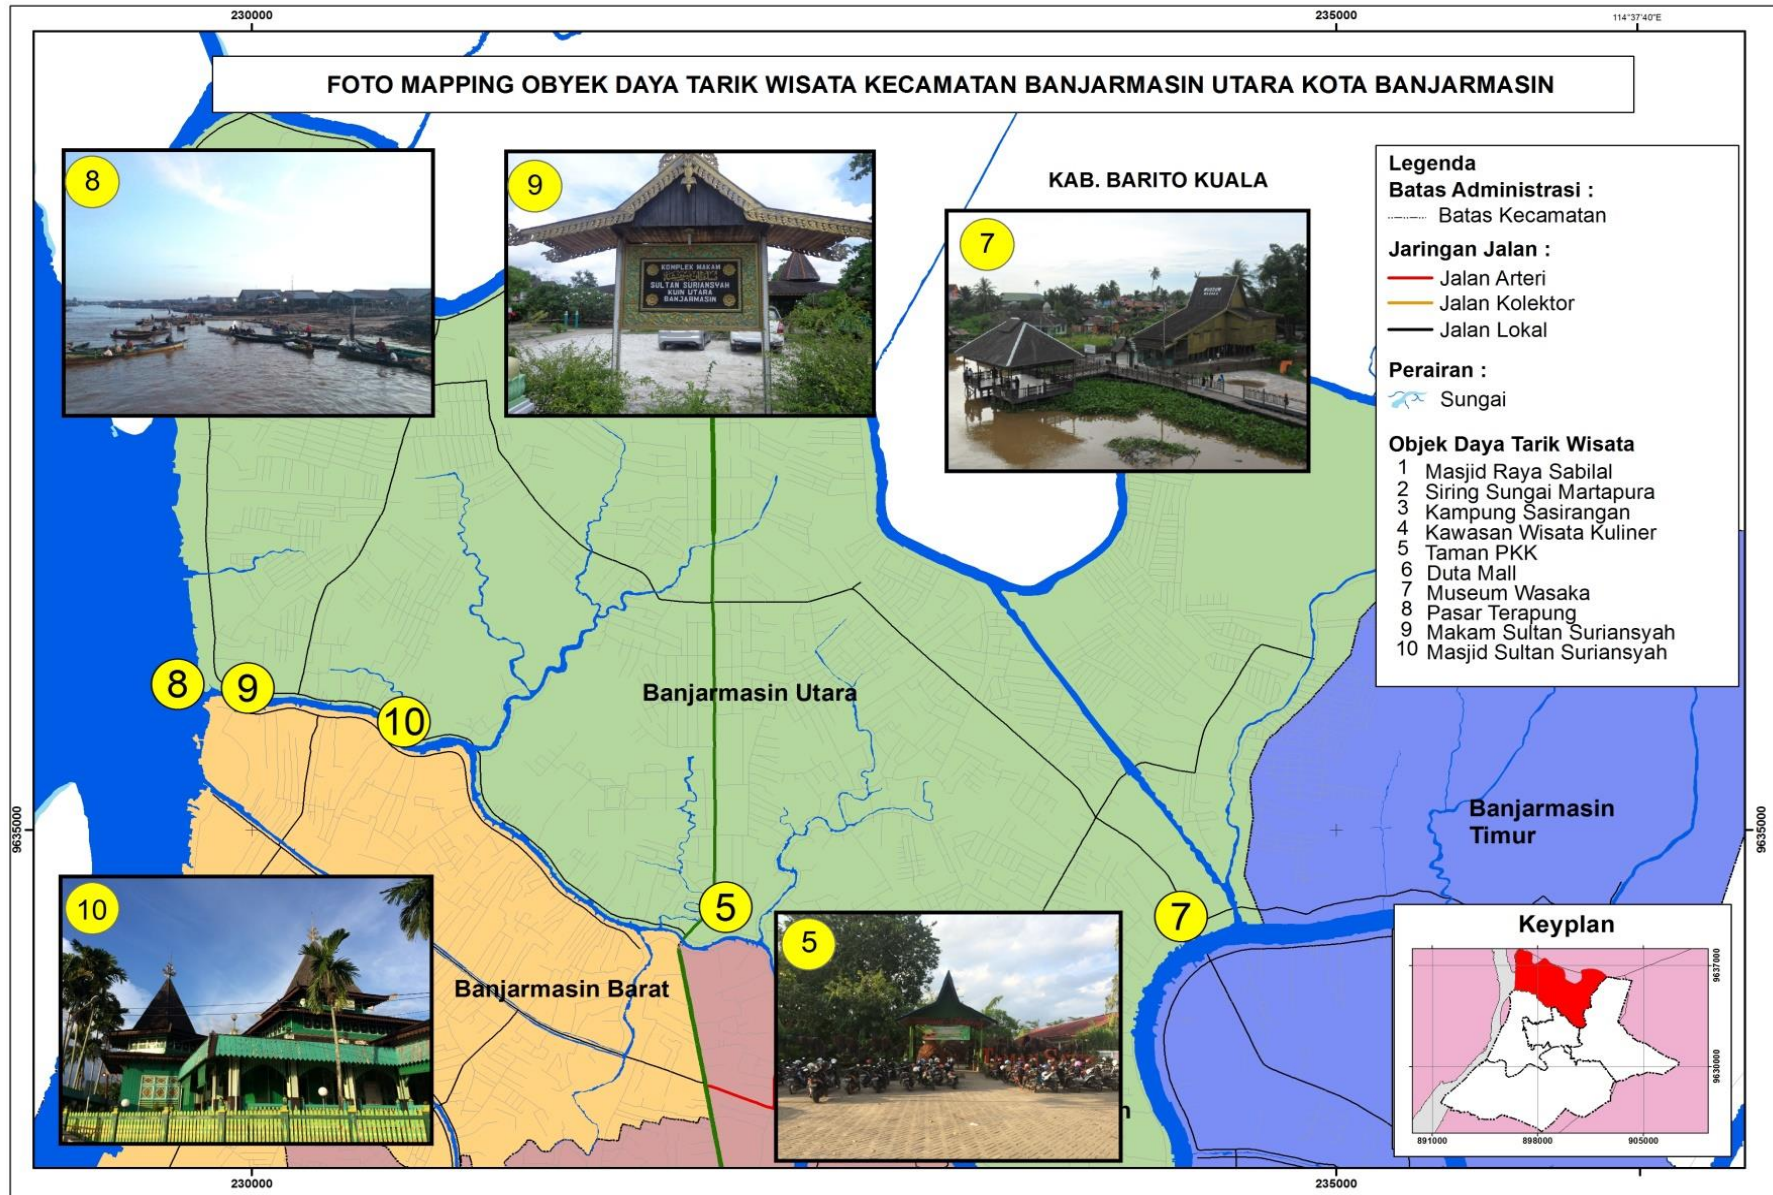 230000
235000
114°37'40"E
FOTO MAPPING OBYEK DAYA TARIK WISATA KECAMATAN BANJARMASIN UTARA KOTA BANJARMASIN
8
9
KOMPLEK MAKAM
SULTAN SURIANSYAH
KUIN UTARA
BANJARMASIN
KAB. BARITO KUALA
7
Legenda
Batas Administrasi :
Batas Kecamatan
Jaringan Jalan :
Jalan Arteri
Jalan Kolektor
Jalan Lokal
Perairan :
Sungai
Objek Daya Tarik Wisata
1 Masjid Raya Sabilal
2 Siring Sungai Martapura
3 Kampung Sasirangan
4 Kawasan Wisata Kuliner
5 Taman PKK
6 Duta Mall
7 Museum Wasaka
8 Pasar Terapung
9 Makam Sultan Suriansyah
10 Masjid Sultan Suriansyah
8
9
10
Banjarmasin Utara
9635000
Banjarmasin
Timur
9635000
10
5
7
5
Banjarmasin Barat
n
Keyplan
9637000
9630000
891000
898000
905000
230000
235000